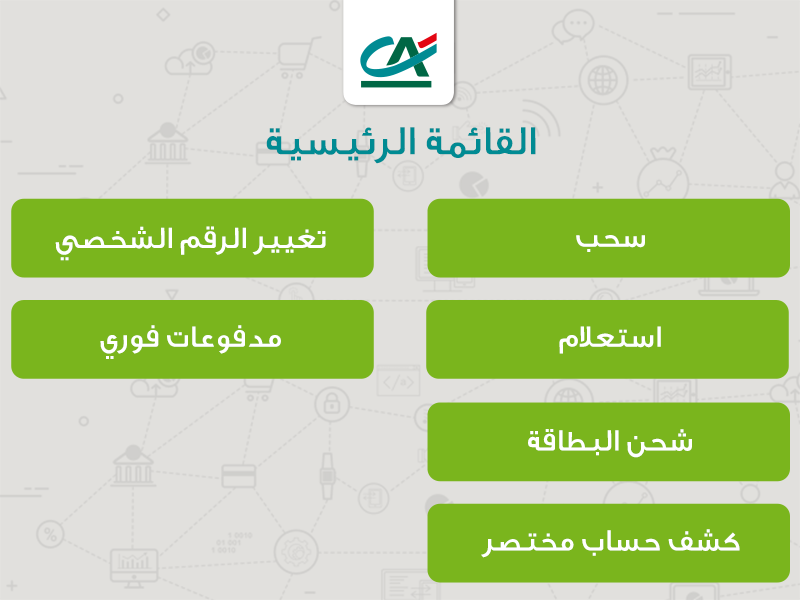 CA
القائمة الرئيسية
سحب
تغيير الرقم الشخصي
استعلام
مدفوعات فوري
شحن البطاقة
كشف حساب مختصر